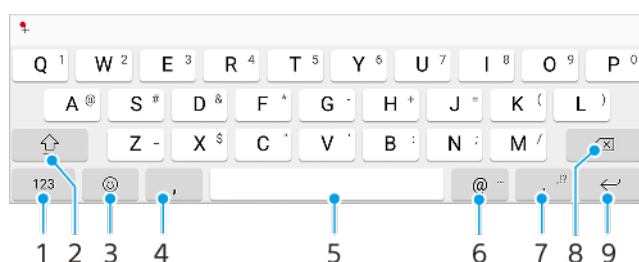 Q 1 W 2 E 3 R 4 T 5 Y 6 U 7 I 8 O 9 P 0
A @ S # D & F * G - H + J = K ( L )
Z - X $ C " V ' B : N ; M /
123 , @ ... . ,!?
1 2 3 4 5 6 7 8 9